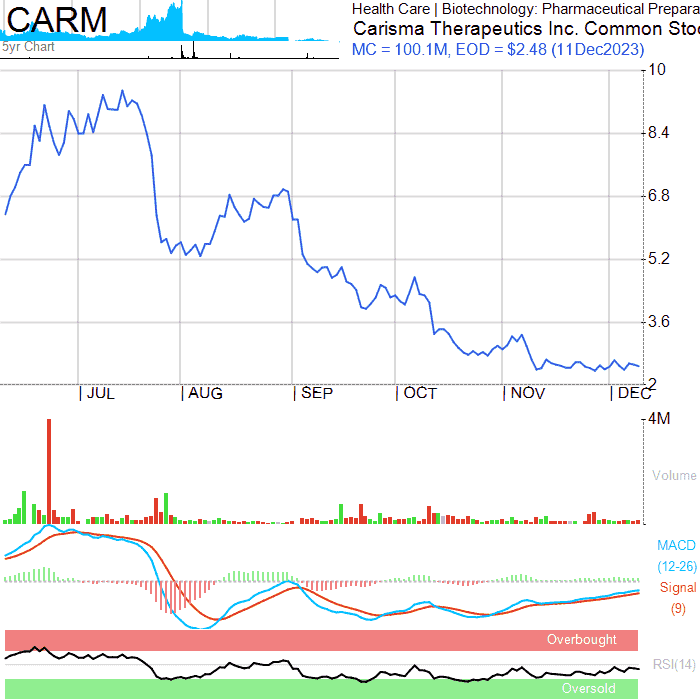 CARM
5yr Chart
Health Care | Biotechnology: Pharmaceutical Prepara
Carisma Therapeutics Inc. Common Stoc
MC = 100.1M, EOD = $2.48 (11Dec2023)
10
8.4
6.8
5.2
3.6
2
JUL AUG SEP OCT NOV DEC
4M
Volume
MACD
(12-26)
Signal
(9)
Overbought
RSI(14)
Oversold